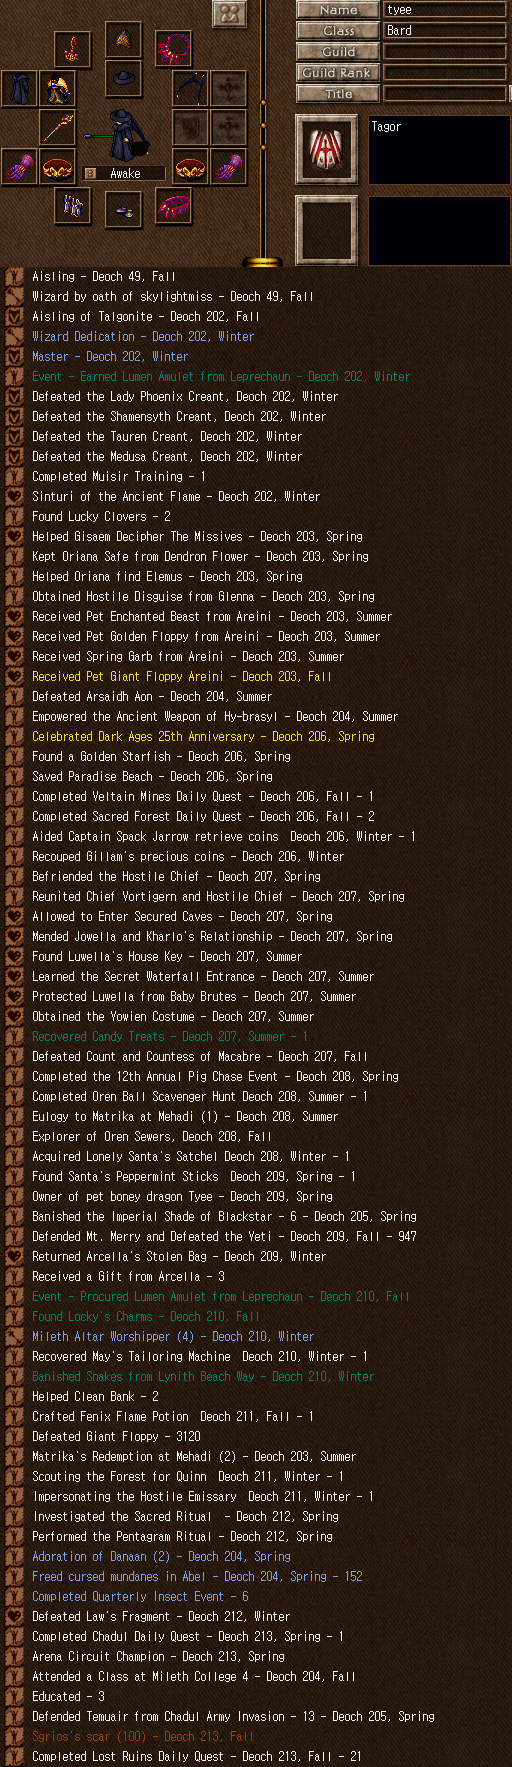 Name tyee
Class Bard
Guild
Guild Rank
Title
Tagor
Awake
Aisling - Deoch 49, Fall
Wizard by oath of skylightmiss - Deoch 49, Fall
Aisling of Talgonite - Deoch 202, Fall
Wizard Dedication - Deoch 202, Winter
Master - Deoch 202, Winter
Event - Earned Lumen Amulet from Leprechaun - Deoch 202, Winter
Defeated the Lady Phoenix Creant, Deoch 202, Winter
Defeated the Shamensyth Creant, Deoch 202, Winter
Defeated the Tauren Creant, Deoch 202, Winter
Defeated the Medusa Creant, Deoch 202, Winter
Completed Muisir Training - 1
Sinturi of the Ancient Flame - Deoch 202, Winter
Found Lucky Clovers - 2
Helped Gisaem Decipher The Missives - Deoch 203, Spring
Kept Oriana Safe from Dendron Flower - Deoch 203, Spring
Helped Oriana find Elemus - Deoch 203, Spring
Obtained Hostile Disguise from Glenna - Deoch 203, Spring
Received Pet Enchanted Beast from Areini - Deoch 203, Summer
Received Pet Golden Floppy from Areini - Deoch 203, Summer
Received Spring Garb from Areini - Deoch 203, Summer
Received Pet Giant Floppy Areini - Deoch 203, Fall
Defeated Arsaidh Aon - Deoch 204, Summer
Empowered the Ancient Weapon of Hy-brasyl - Deoch 204, Summer
Celebrated Dark Ages 25th Anniversary - Deoch 206, Spring
Found a Golden Starfish - Deoch 206, Spring
Saved Paradise Beach - Deoch 206, Spring
Completed Veltain Mines Daily Quest - Deoch 206, Fall - 1
Completed Sacred Forest Daily Quest - Deoch 206, Fall - 2
Aided Captain Spack Jarrow retrieve coins  Deoch 206, Winter - 1
Recouped Gillam's precious coins - Deoch 206, Winter
Befriended the Hostile Chief - Deoch 207, Spring
Reunited Chief Vortigern and Hostile Chief - Deoch 207, Spring
Allowed to Enter Secured Caves - Deoch 207, Spring
Mended Jowella and Kharlo's Relationship - Deoch 207, Spring
Found Luwella's House Key - Deoch 207, Summer
Learned the Secret Waterfall Entrance - Deoch 207, Summer
Protected Luwella from Baby Brutes - Deoch 207, Summer
Obtained the Yowien Costume - Deoch 207, Summer
Recovered Candy Treats - Deoch 207, Summer - 1
Defeated Count and Countess of Macabre - Deoch 207, Fall
Completed the 12th Annual Pig Chase Event - Deoch 208, Spring
Completed Oren Ball Scavenger Hunt Deoch 208, Summer - 1
Eulogy to Matrika at Mehadi (1) - Deoch 208, Summer
Explorer of Oren Sewers, Deoch 208, Fall
Acquired Lonely Santa's Satchel Deoch 208, Winter - 1
Found Santa's Peppermint Sticks  Deoch 209, Spring - 1
Owner of pet boney dragon Tyee - Deoch 209, Spring
Banished the Imperial Shade of Blackstar - 6 - Deoch 205, Spring
Defended Mt. Merry and Defeated the Yeti - Deoch 209, Fall - 947
Returned Arcella's Stolen Bag - Deoch 209, Winter
Received a Gift from Arcella - 3
Event - Procured Lumen Amulet from Leprechaun - Deoch 210, Fall
Found Locky's Charms - Deoch 210, Fall
Mileth Altar Worshipper (4) - Deoch 210, Winter
Recovered May's Tailoring Machine  Deoch 210, Winter - 1
Banished Snakes from Lynith Beach Way - Deoch 210, Winter
Helped Clean Bank - 2
Crafted Fenix Flame Potion  Deoch 211, Fall - 1
Defeated Giant Floppy - 3120
Matrika's Redemption at Mehadi (2) - Deoch 203, Summer
Scouting the Forest for Quinn  Deoch 211, Winter - 1
Impersonating the Hostile Emissary  Deoch 211, Winter - 1
Investigated the Sacred Ritual  - Deoch 212, Spring
Performed the Pentagram Ritual - Deoch 212, Spring
Adoration of Danaan (2) - Deoch 204, Spring
Freed cursed mundanes in Abel - Deoch 204, Spring - 152
Completed Quarterly Insect Event - 6
Defeated Law's Fragment - Deoch 212, Winter
Completed Chadul Daily Quest - Deoch 213, Spring - 1
Arena Circuit Champion - Deoch 213, Spring
Attended a Class at Mileth College 4 - Deoch 204, Fall
Educated - 3
Defended Temuair from Chadul Army Invasion - 13 - Deoch 205, Spring
Sgrios's scar (100) - Deoch 213, Fall
Completed Lost Ruins Daily Quest - Deoch 213, Fall - 21